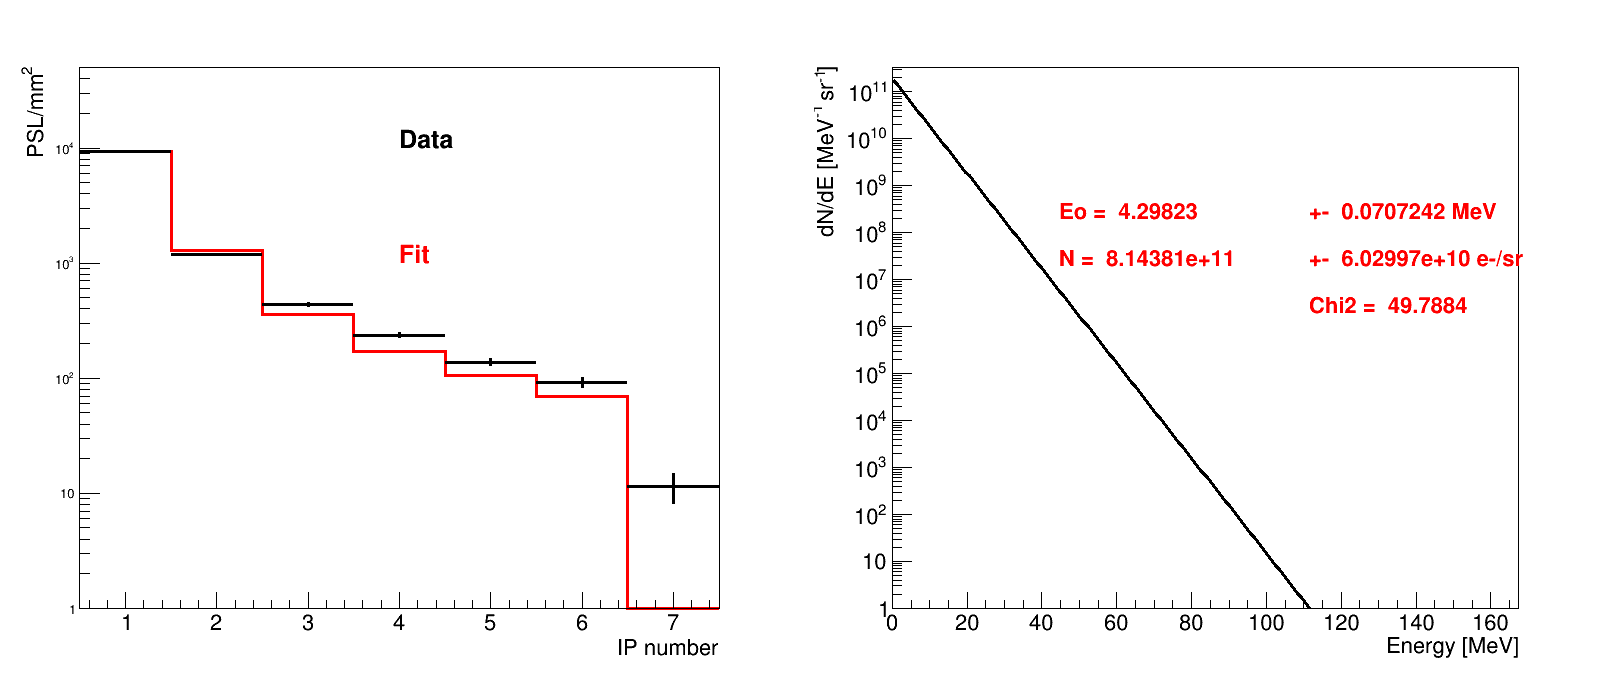 PSL/mm²
10⁴
10³
10²
10
1
Data
Fit
1 2 3 4 5 6 7
IP number
dN/dE [MeV⁻¹ sr⁻¹]
10¹¹
10¹⁰
10⁹
10⁸
10⁷
10⁶
10⁵
10⁴
10³
10²
10
1
Eo = 4.29823 +- 0.0707242 MeV
N = 8.14381e+11 +- 6.02997e+10 e-/sr
Chi2 = 49.7884
0 20 40 60 80 100 120 140 160
Energy [MeV]